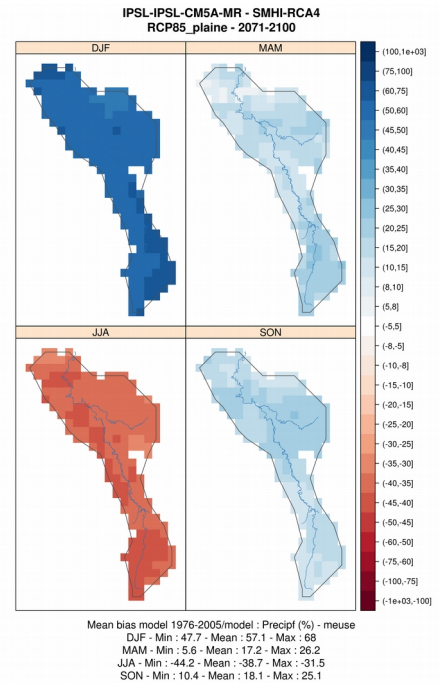 IPSL-IPSL-CM5A-MR - SMHI-RCA4
RCP85_plaine - 2071-2100
DJF
MAM
JJA
SON
(100,1e+03]
(75,100]
(60,75]
(50,60]
(45,50]
(40,45]
(35,40]
(30,35]
(25,30]
(20,25]
(15,20]
(10,15]
(8,10]
(5,8]
(-5,5]
(-8,-5]
(-10,-8]
(-15,-10]
(-20,-15]
(-25,-20]
(-30,-25]
(-35,-30]
(-40,-35]
(-45,-40]
(-50,-45]
(-60,-50]
(-75,-60]
(-100,-75]
(-1e+03,-100]
Mean bias model 1976-2005/model : Precipf (%) - meuse
DJF - Min : 47.7 - Mean : 57.1 - Max : 68
MAM - Min : 5.6 - Mean : 17.2 - Max : 26.2
JJA - Min : -44.2 - Mean : -38.7 - Max : -31.5
SON - Min : 10.4 - Mean : 18.1 - Max : 25.1